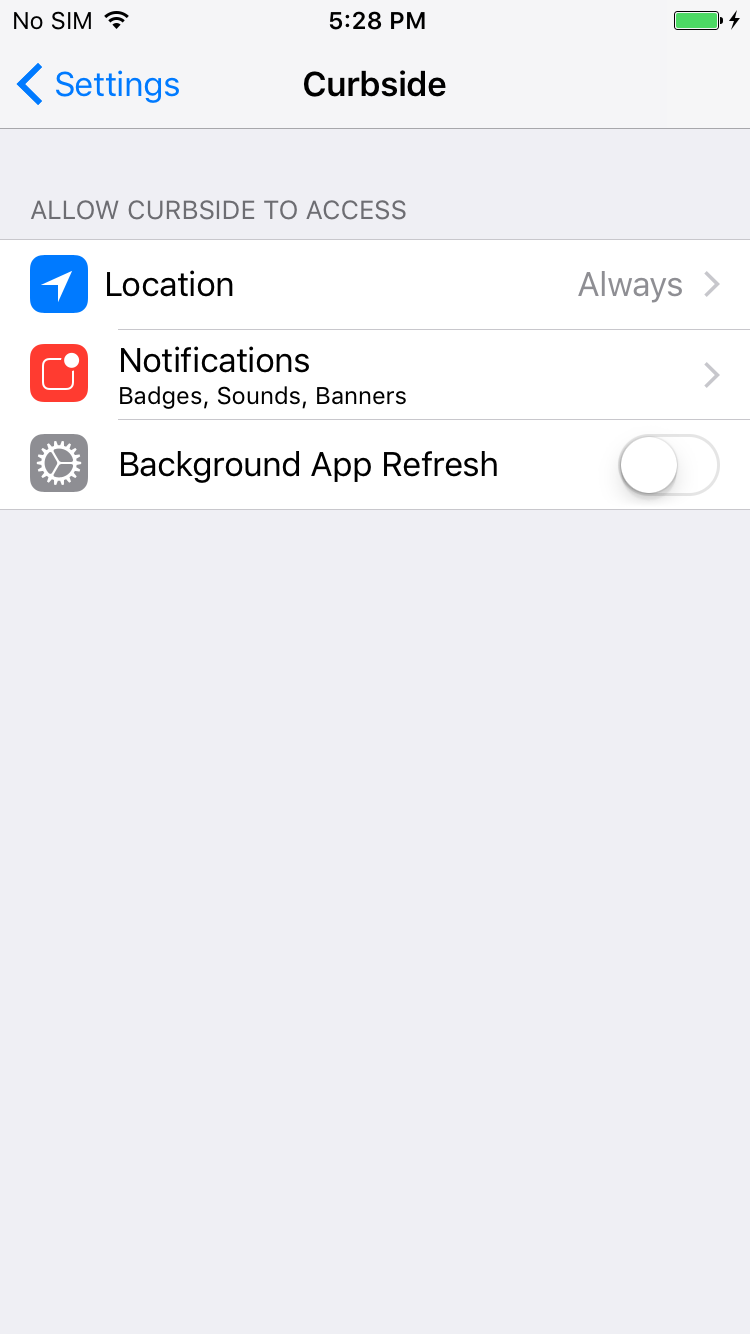 No SIM 5:28 PM
Settings Curbside
ALLOW CURBSIDE TO ACCESS
Location Always
Notifications
Badges, Sounds, Banners
Background App Refresh